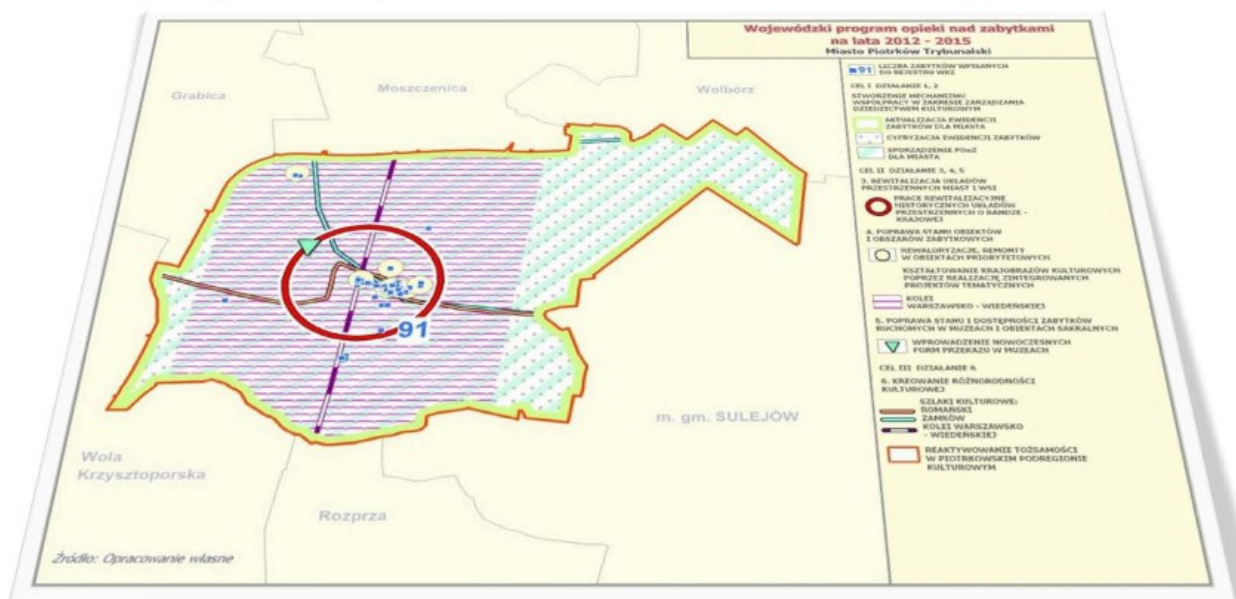 Wojewódzki program opieki nad zabytkami
na lata 2012 - 2015
Miasto Piotrków Trybunalski
91 LICZBA ZABYTKÓW WPISANYCH
DO REJESTRU WKZ
CEL I DZIAŁANIE 1, 2
STWORZENIE MECHANIZMU
WSPÓŁPRACY W ZAKRESIE ZARZĄDZANIA
DZIEDZICTWEM KULTUROWYM
AKTUALIZACJA EWIDENCJI
ZABYTKÓW DLA MIASTA
CYFRYZACJA EWIDENCJI ZABYTKÓW
SPORZĄDZENIE POnZ
DLA MIASTA
CEL II DZIAŁANIE 3, 4, 5
3. REWITALIZACJA UKŁADÓW
PRZESTRZENNYCH MIAST I WSI
PRACE REWITALIZACYJNE
HISTORYCZNYCH UKŁADÓW
PRZESTRZENNYCH O RANDZE -
KRAJOWEJ
4. POPRAWA STANU OBIEKTÓW
I OBSZARÓW ZABYTKOWYCH
REWALORYZACJE, REMONTY
W OBIEKTACH PRIORYTETOWYCH
KSZTAŁTOWANIE KRAJOBRAZÓW KULTUROWYCH
POPRZEZ REALIZACJĘ ZINTEGROWANYCH
PROJEKTÓW TEMATYCZNYCH
KOLEI
WARSZAWSKO - WIEDEŃSKIEJ
5. POPRAWA STANU I DOSTĘPNOŚCI ZABYTKÓW
RUCHOMYCH W MUZEACH I OBIEKTACH SAKRALNYCH
WPROWADZENIE NOWOCZESNYCH
FORM PRZEKAZU W MUZEACH
CEL III DZIAŁANIE 6
6. KREOWANIE RÓŻNORODNOŚCI
KULTUROWEJ
SZLAKI KULTUROWE:
ROMAŃSKI
ZAMKÓW
KOLEI WARSZAWSKO
- WIEDEŃSKIEJ
REAKTYWOWANIE TOŻSAMOŚCI
W PIOTRKOWSKIM PODREGIONIE
KULTUROWYM
Grabica
Moszczenica
Wolbórz
91
m. gm. SULEJÓW
Wola
Krzysztoporska
Rozprza
Źródło: Opracowanie własne